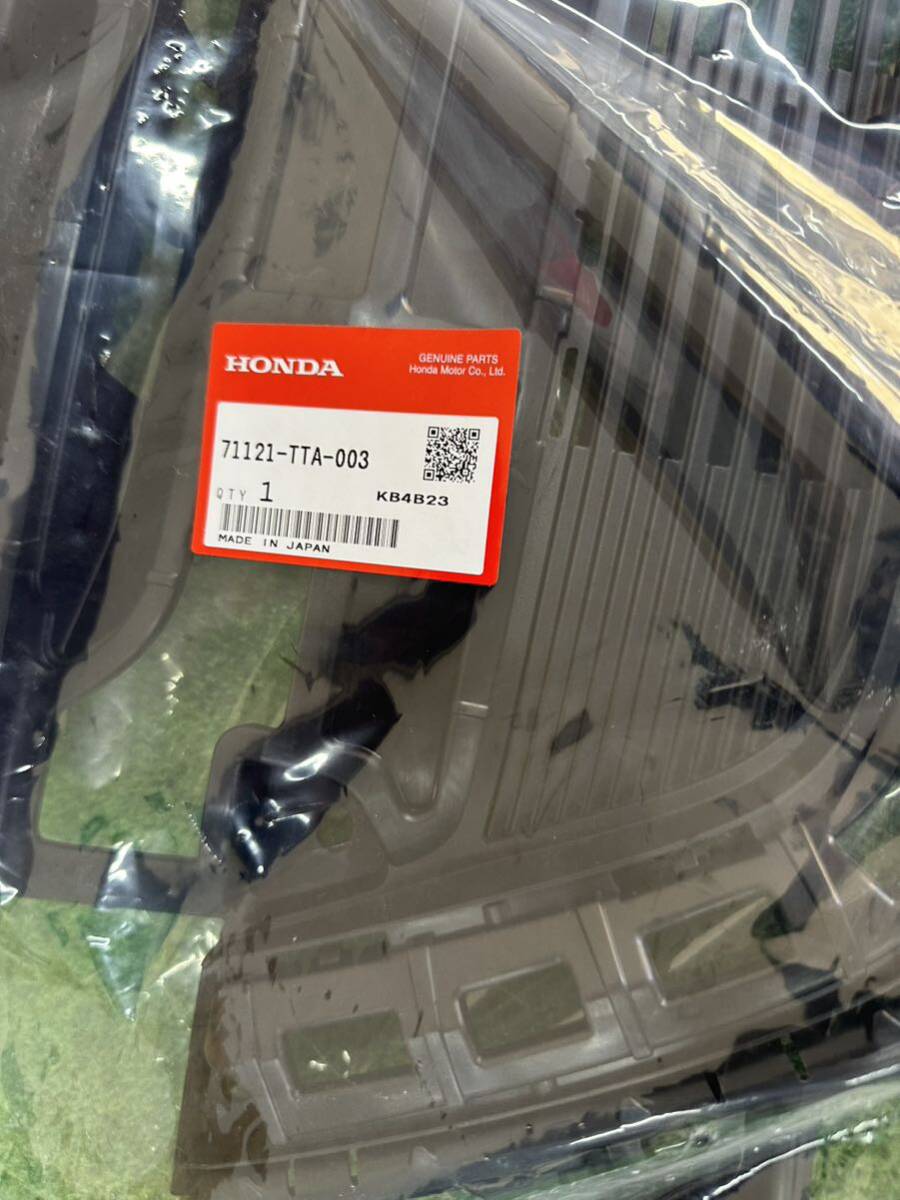 HONDA
GENUINE PARTS
Honda Motor Co., Ltd.
71121-TTA-003
QTY 1
KB4B23
MADE IN JAPAN